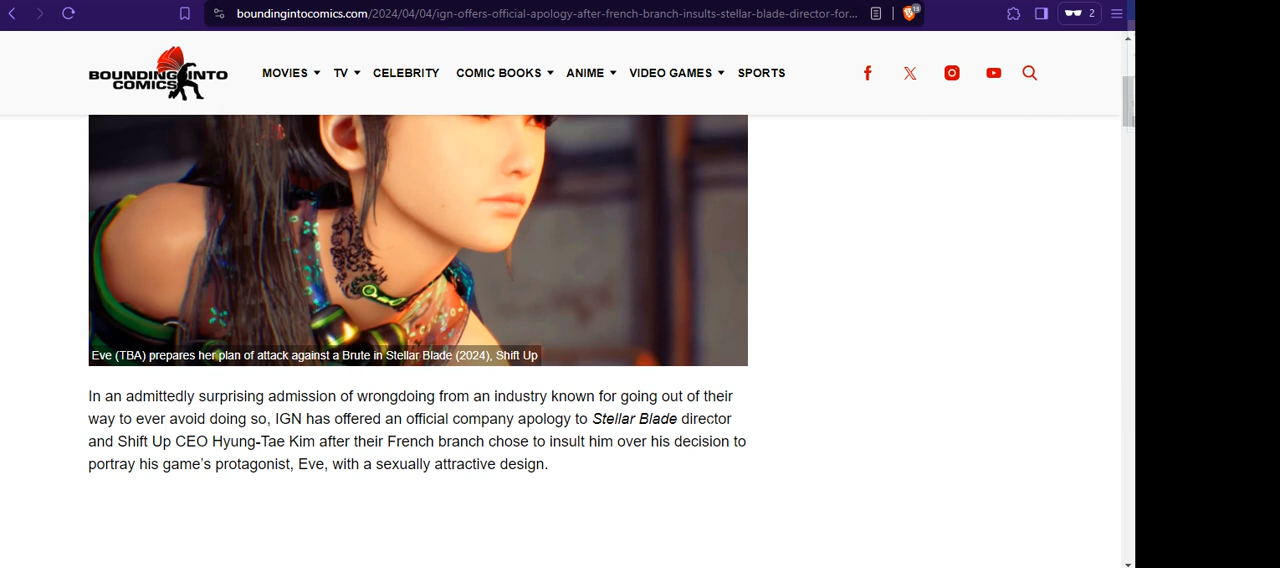 boundingintocomics.com/2024/04/04/ign-offers-official-apology-after-french-branch-insults-stellar-blade-director-for...
13
2
BOUNDING INTO
COMICS
MOVIES TV CELEBRITY COMIC BOOKS ANIME VIDEO GAMES SPORTS
Eve (TBA) prepares her plan of attack against a Brute in Stellar Blade (2024), Shift Up
In an admittedly surprising admission of wrongdoing from an industry known for going out of their
way to ever avoid doing so, IGN has offered an official company apology to Stellar Blade director
and Shift Up CEO Hyung-Tae Kim after their French branch chose to insult him over his decision to
portray his game’s protagonist, Eve, with a sexually attractive design.